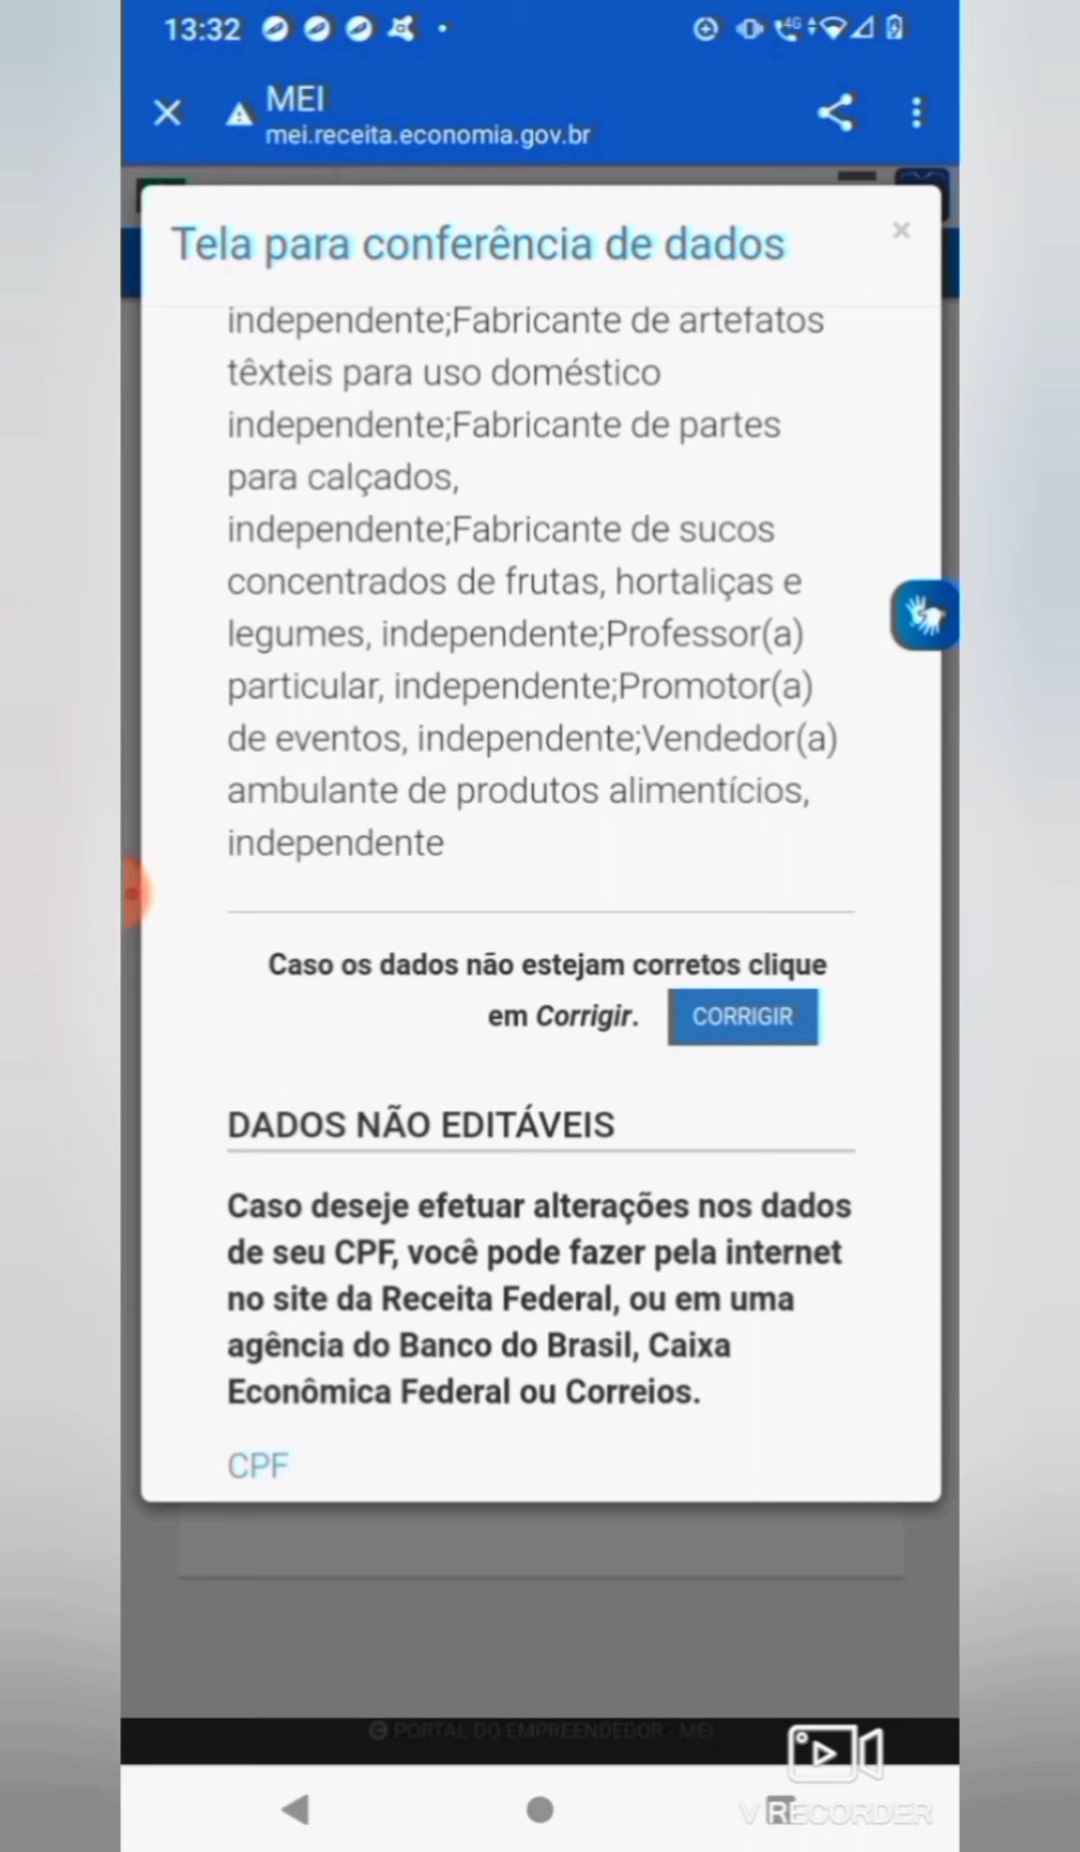 13:32
4G
MEI
mei.receita.economia.gov.br
Tela para conferência de dados
×
independente;Fabricante de artefatos
têxteis para uso doméstico
independente;Fabricante de partes
para calçados,
independente;Fabricante de sucos
concentrados de frutas, hortaliças e
legumes, independente;Professor(a)
particular, independente;Promotor(a)
de eventos, independente;Vendedor(a)
ambulante de produtos alimentícios,
independente
Caso os dados não estejam corretos clique
em Corrigir.
CORRIGIR
DADOS NÃO EDITÁVEIS
Caso deseje efetuar alterações nos dados
de seu CPF, você pode fazer pela internet
no site da Receita Federal, ou em uma
agência do Banco do Brasil, Caixa
Econômica Federal ou Correios.
CPF
PORTAL DO EMPREENDEDOR - MEI
V RECORDER